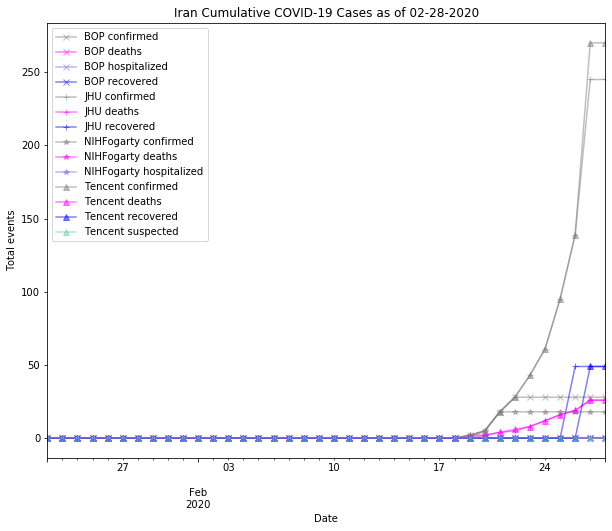 Iran Cumulative COVID-19 Cases as of 02-28-2020
BOP confirmed
BOP deaths
BOP hospitalized
BOP recovered
JHU confirmed
JHU deaths
JHU recovered
NIHFogarty confirmed
NIHFogarty deaths
NIHFogarty hospitalized
Tencent confirmed
Tencent deaths
Tencent recovered
Tencent suspected
Total events
250
200
150
100
50
0
27
03
10
17
24
Feb
2020
Date